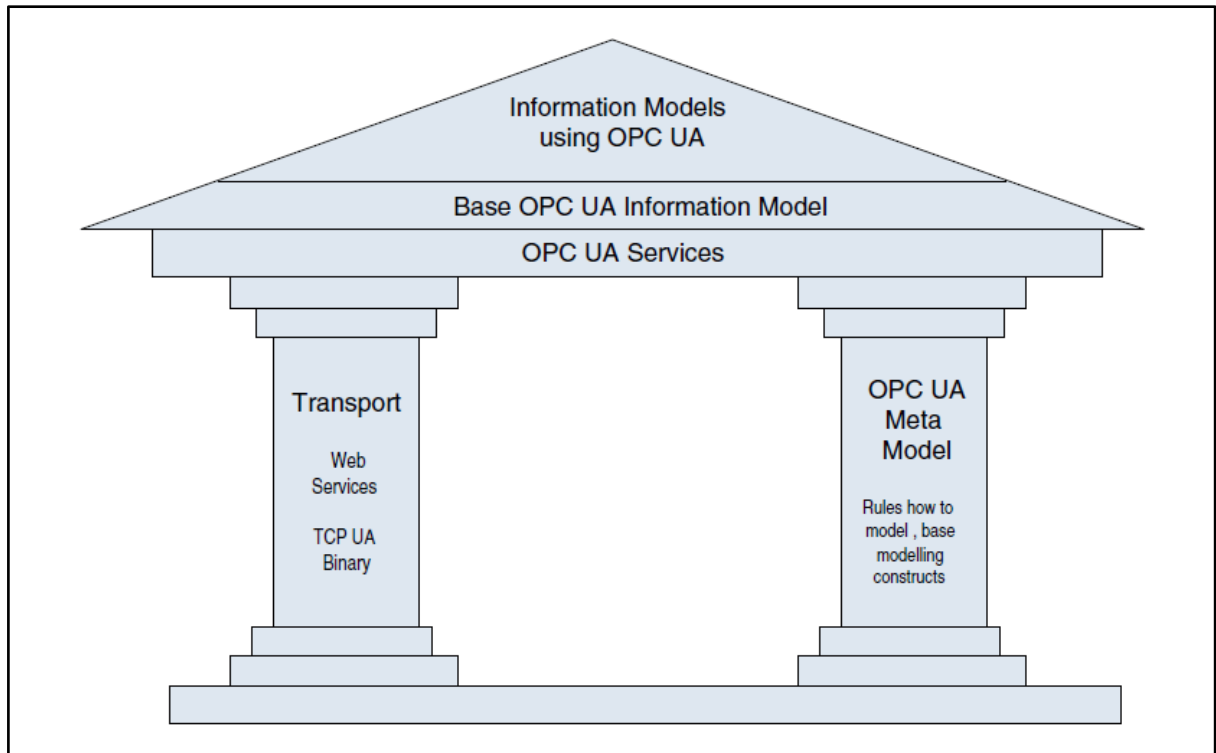 Information Models
using OPC UA
Base OPC UA Information Model
OPC UA Services
Transport
Web
Services
TCP UA
Binary
OPC UA
Meta
Model
Rules how to
model , base
modelling
constructs